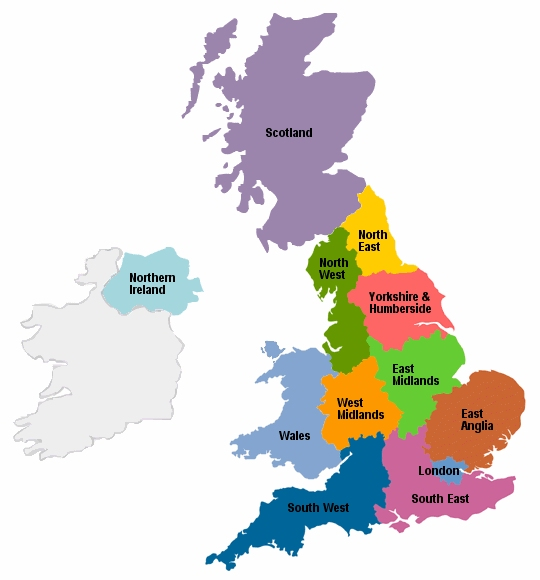 Scotland
North
East
North
West
Northern
Ireland
Yorkshire &
Humberside
East
Midlands
West
Midlands
East
Anglia
Wales
London
South East
South West